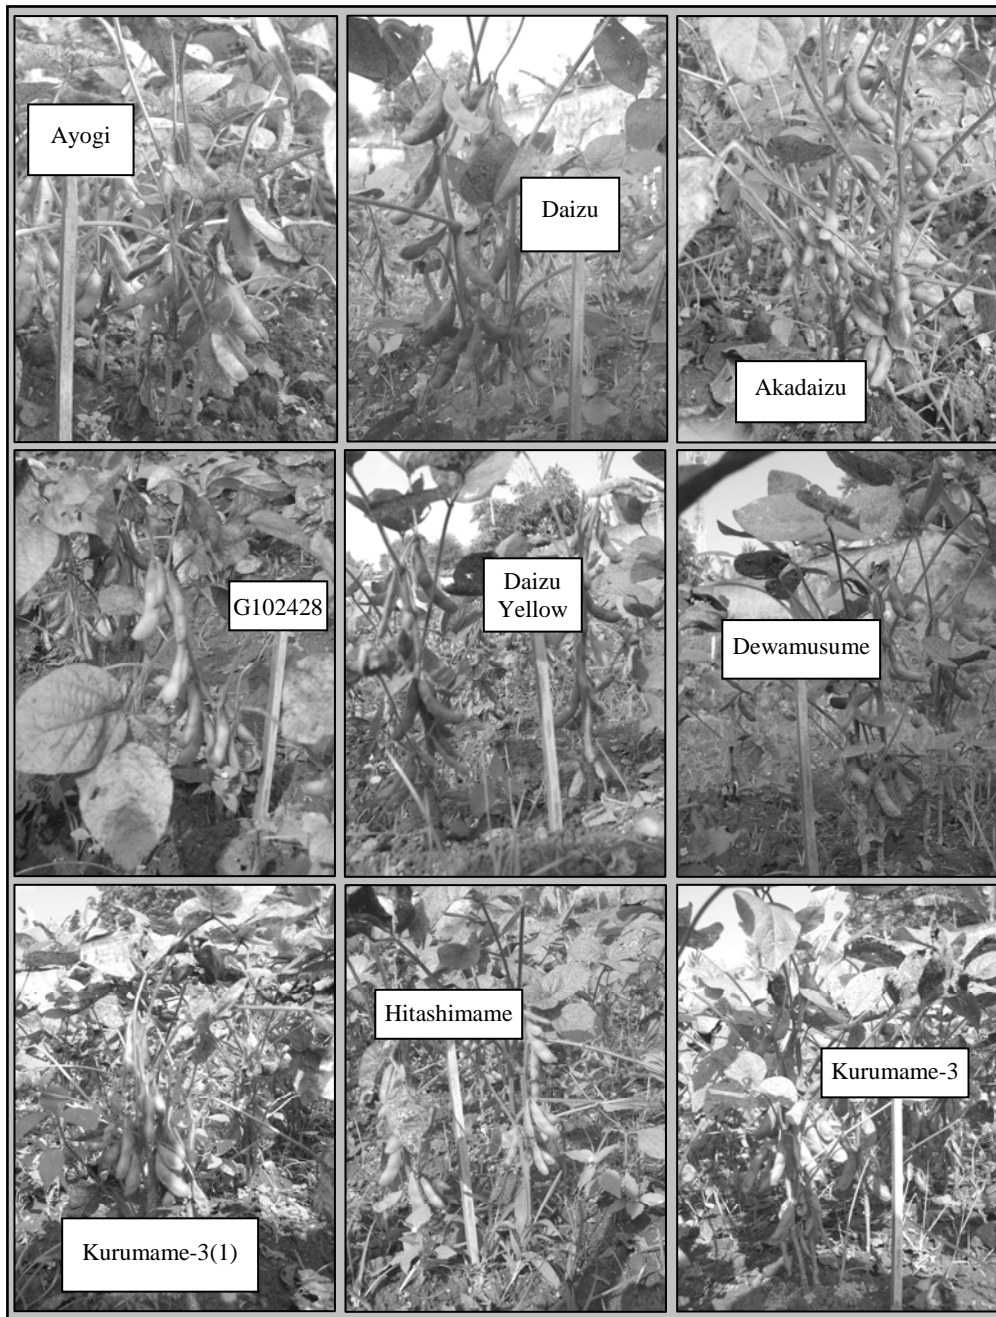 Ayogi
Daizu
Akadaizu
G102428
Daizu
Yellow
Dewamusume
Kurumame-3(1)
Hitashimame
Kurumame-3